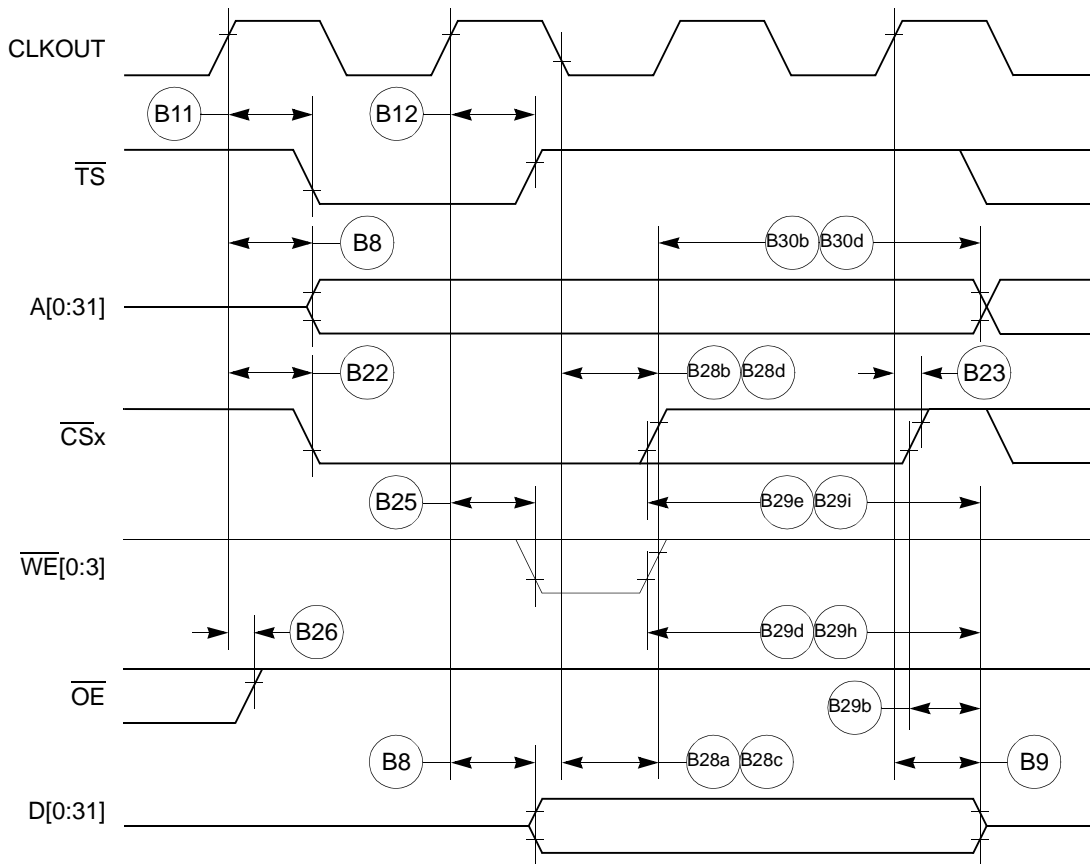 CLKOUT
B11
B12
TS
B8
B30b B30d
A[0:31]
B22
B28b B28d
B23
CSx
B25
B29e B29i
WE[0:3]
B26
B29d B29h
OE
B29b
B8
B28a B28c
B9
D[0:31]